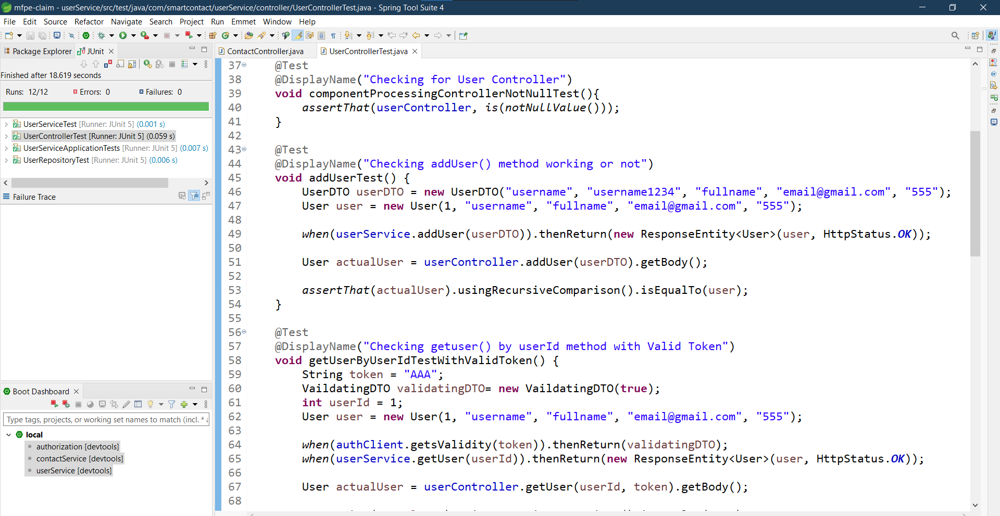 mfpe-claim - userService/src/test/java/com/smartcontact/userService/controller/UserControllerTest.java - Spring Tool Suite 4
File Edit Source Refactor Navigate Search Project Run Emmet Window Help
Package Explorer JUnit
Finished after 18.619 seconds
Runs: 12/12 Errors: 0 Failures: 0
UserServiceTest [Runner: JUnit 5] (0.001 s)
UserControllerTest [Runner: JUnit 5] (0.059 s)
UserServiceApplicationTests [Runner: JUnit 5] (0.007 s)
UserRepositoryTest [Runner: JUnit 5] (0.006 s)
Failure Trace
Boot Dashboard
Type tags, projects, or working set names to match (incl. * a
local
authorization [devtools]
contactService [devtools]
userService [devtools]
ContactController.java UserControllerTest.java
37 @Test
38 @DisplayName("Checking for User Controller")
39 void componentProcessingControllerNotNullTest(){
40 assertThat(userController, is(notNullValue()));
41 }
42
43 @Test
44 @DisplayName("Checking addUser() method working or not")
45 void addUserTest() {
46 UserDTO userDTO = new UserDTO("username", "username1234", "fullname", "email@gmail.com", "555");
47 User user = new User(1, "username", "fullname", "email@gmail.com", "555");
48
49 when(userService.addUser(userDTO)).thenReturn(new ResponseEntity<User>(user, HttpStatus.OK));
50
51 User actualUser = userController.addUser(userDTO).getBody();
52
53 assertThat(actualUser).usingRecursiveComparison().isEqualTo(user);
54 }
55
56 @Test
57 @DisplayName("Checking getuser() by userId method with Valid Token")
58 void getUserByUserIdTestWithValidToken() {
59 String token = "AAA";
60 VaildatingDTO validatingDTO= new VaildatingDTO(true);
61 int userId = 1;
62 User user = new User(1, "username", "fullname", "email@gmail.com", "555");
63
64 when(authClient.getsValidity(token)).thenReturn(validatingDTO);
65 when(userService.getUser(userId)).thenReturn(new ResponseEntity<User>(user, HttpStatus.OK));
66
67 User actualUser = userController.getUser(userId, token).getBody();
68